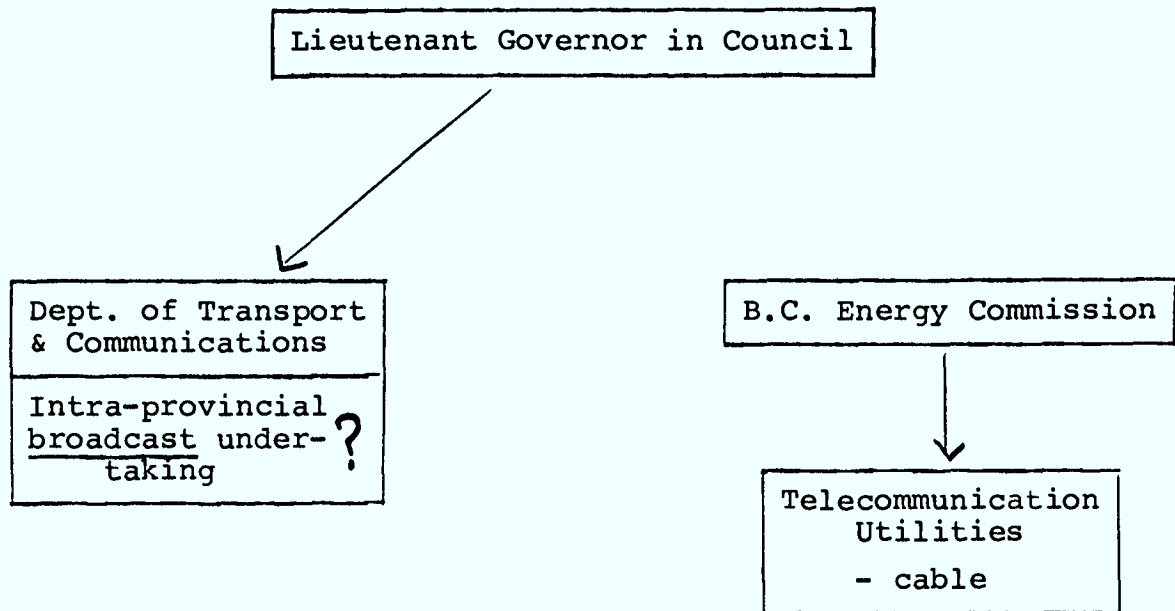 Lieutenant Governor in Council
Dept. of Transport
& Communications
Intra-provincial
broadcast under-
taking
?
B.C. Energy Commission
Telecommunication
Utilities
- cable